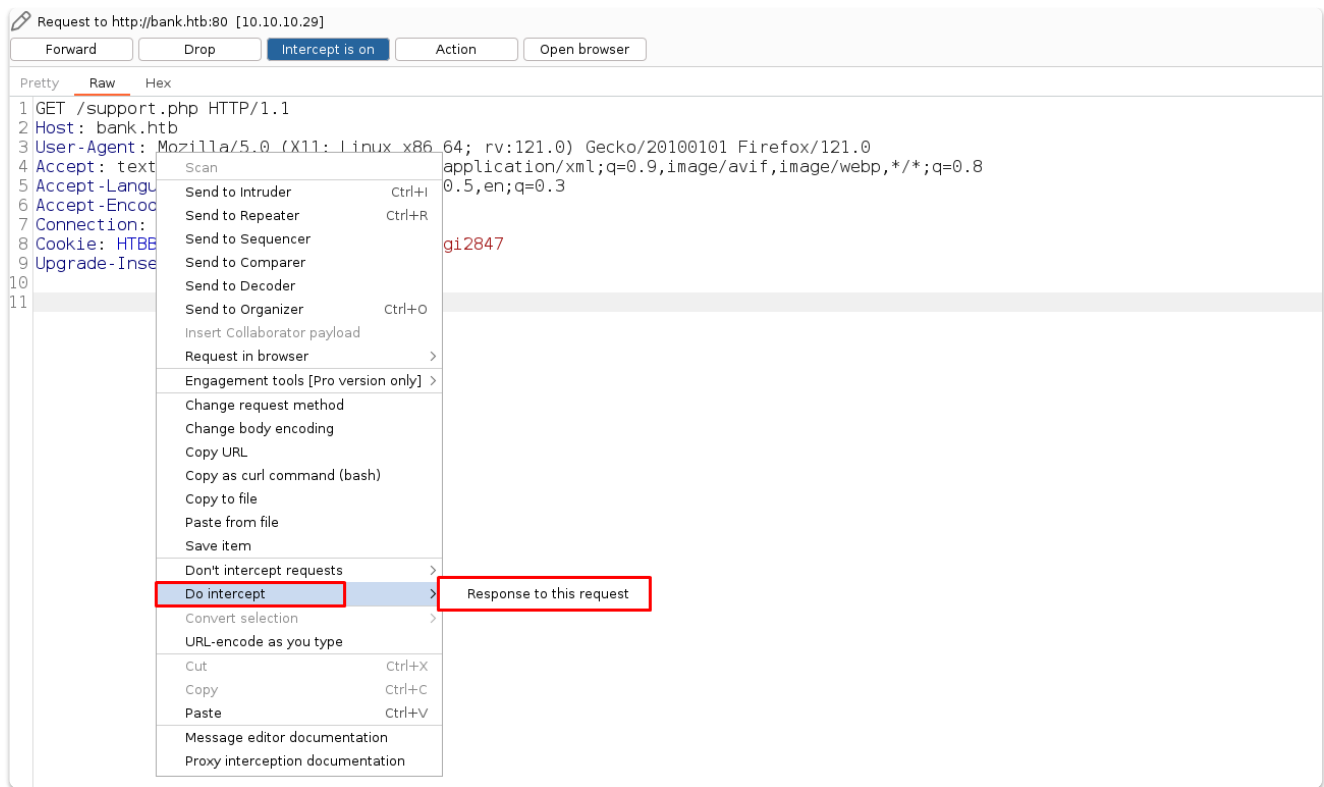 Request to http://bank.htb:80 [10.10.10.29]
Forward Drop Intercept is on Action Open browser
Pretty Raw Hex
1 GET /support.php HTTP/1.1
2 Host: bank.htb
3 User-Agent: Mozilla/5.0 (X11; Linux x86_64; rv:121.0) Gecko/20100101 Firefox/121.0
4 Accept: text application/xml;q=0.9,image/avif,image/webp,*/*;q=0.8
5 Accept-Langu 0.5,en;q=0.3
6 Accept-Encod
7 Connection:
8 Cookie: HTBB gi2847
9 Upgrade-Inse
10
11
Scan
Send to Intruder Ctrl+I
Send to Repeater Ctrl+R
Send to Sequencer
Send to Comparer
Send to Decoder
Send to Organizer Ctrl+O
Insert Collaborator payload
Request in browser >
Engagement tools [Pro version only] >
Change request method
Change body encoding
Copy URL
Copy as curl command (bash)
Copy to file
Paste from file
Save item
Don't intercept requests >
Do intercept > Response to this request
Convert selection >
URL-encode as you type
Cut Ctrl+X
Copy Ctrl+C
Paste Ctrl+V
Message editor documentation
Proxy interception documentation